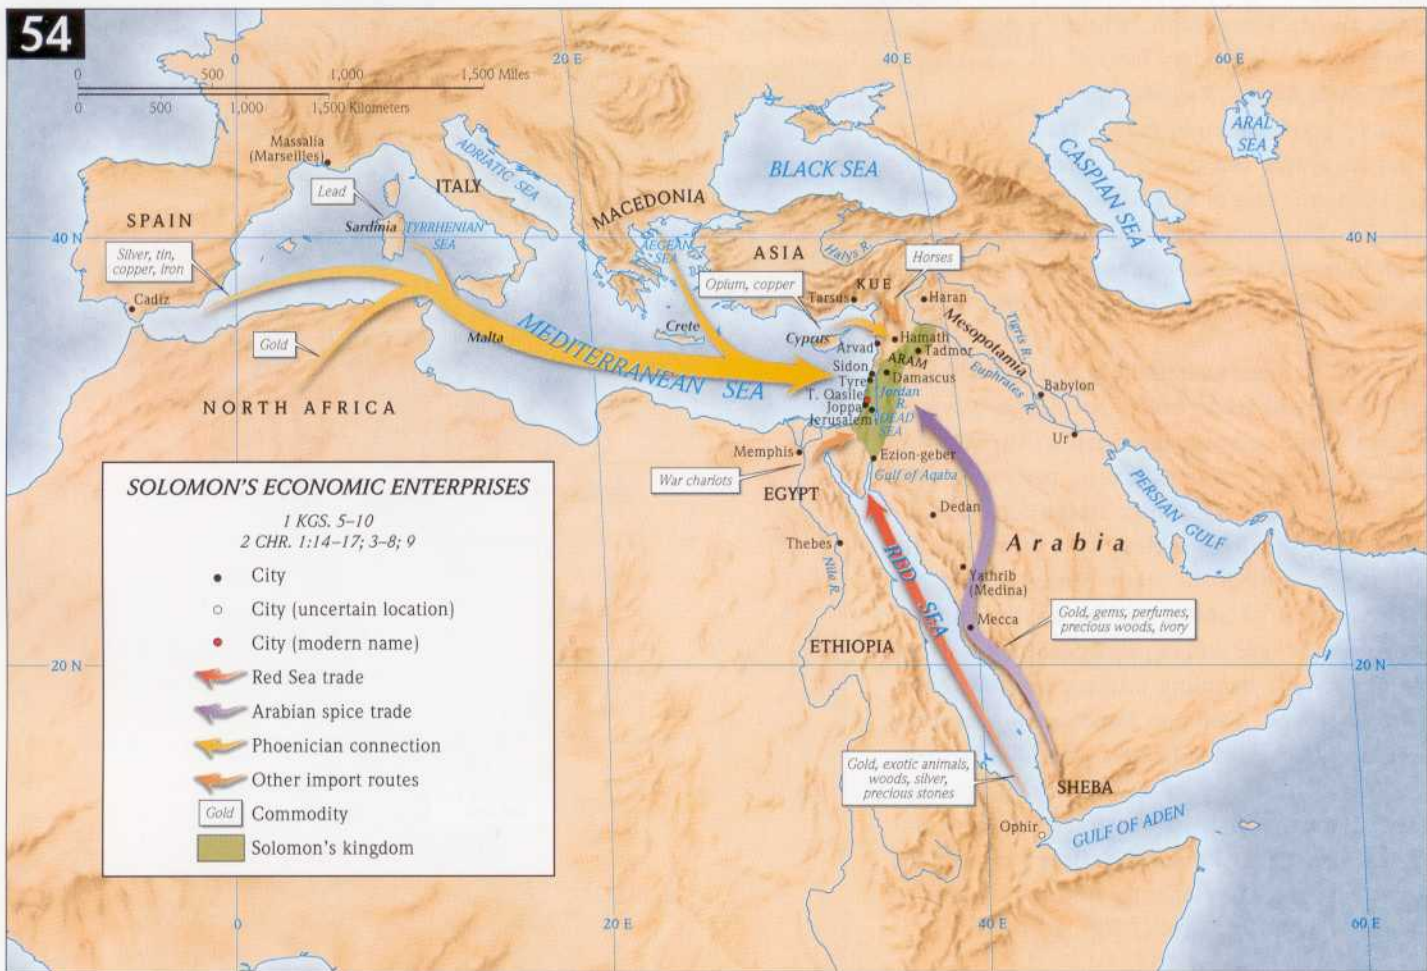 54
0
20 E
40 E
60 E
0 500 1,000 1,500 Miles
0 500 1,000 1,500 Kilometers
Massalia
(Marseilles)
ADRIATIC SEA
ITALY
Lead
Sardinia
TYRRHENIAN
SEA
SPAIN
40 N
Silver, tin,
copper, iron
Cadiz
Gold
Malta
NORTH AFRICA
MEDITERRANEAN SEA
MACEDONIA
AEGEAN
SEA
Crete
BLACK SEA
CASPIAN SEA
ARAL
SEA
40 N
ASIA
Halys R.
Horses
Opium, copper
KUE
Tarsus
Haran
Cyprus
Mesopotamia
Tigris R.
Euphrates R.
Hamath
Arvad
Tadmor
ARAM
Sidon
Damascus
Tyre
T. Qasile
Jordan
R.
Joppa
DEAD
SEA
Jerusalem
Babylon
Ur
Memphis
Ezion-geber
Gulf of Aqaba
War chariots
EGYPT
Dedan
PERSIAN GULF
Thebes
Nile R.
Arabia
RED SEA
Yathrib
(Medina)
Mecca
Gold, gems, perfumes,
precious woods, ivory
ETHIOPIA
20 N
20 N
Gold, exotic animals,
woods, silver,
precious stones
SHEBA
Ophir
GULF OF ADEN
SOLOMON'S ECONOMIC ENTERPRISES
1 KGS. 5–10
2 CHR. 1:14–17; 3–8; 9
City
City (uncertain location)
City (modern name)
Red Sea trade
Arabian spice trade
Phoenician connection
Other import routes
Gold Commodity
Solomon's kingdom
0
20 E
40 E
60 E